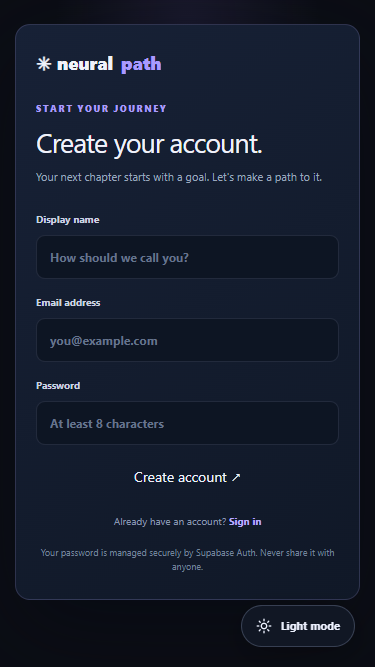 neural path
START YOUR JOURNEY
Create your account.
Your next chapter starts with a goal. Let's make a path to it.
Display name
How should we call you?
Email address
you@example.com
Password
At least 8 characters
Create account ↗
Already have an account? Sign in
Your password is managed securely by Supabase Auth. Never share it with
anyone.
Light mode